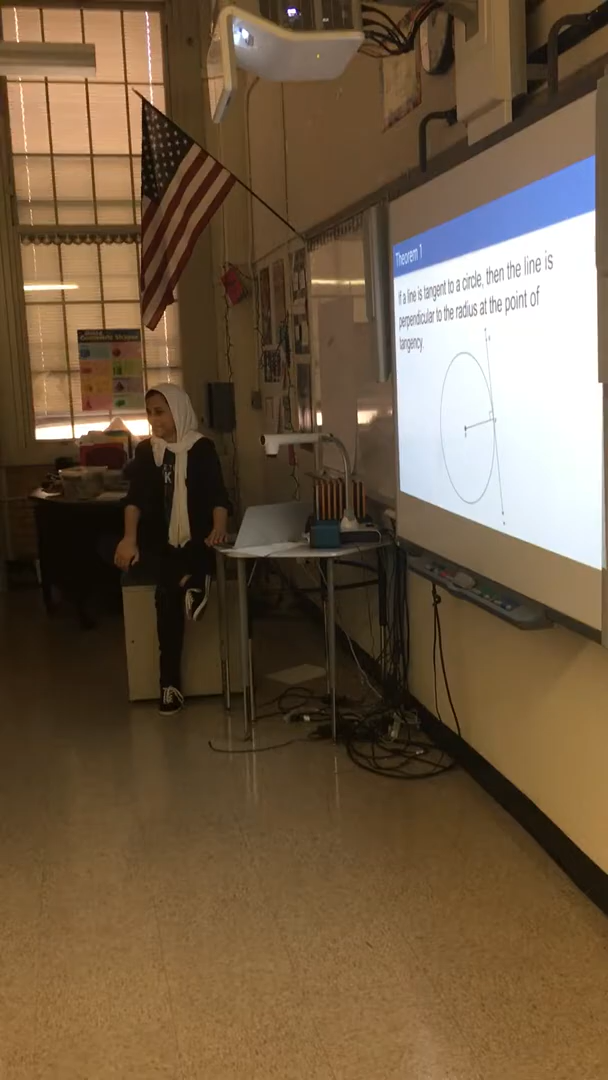 Theorem 1
If a line is tangent to a circle, then the line is
perpendicular to the radius at the point of
tangency.